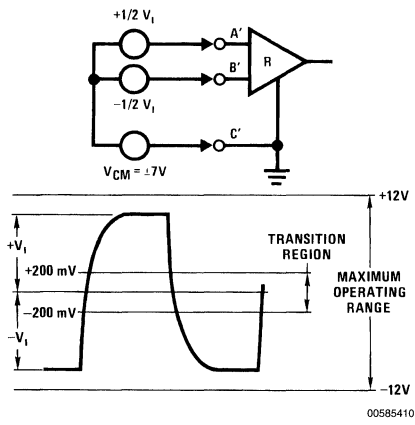 +1/2 V_I
A'
R
B'
−1/2 V_I
C'
V_CM = ±7V
+12V
+V_I
TRANSITION
REGION
+200 mV
MAXIMUM
OPERATING
RANGE
−200 mV
−V_I
−12V
00585410